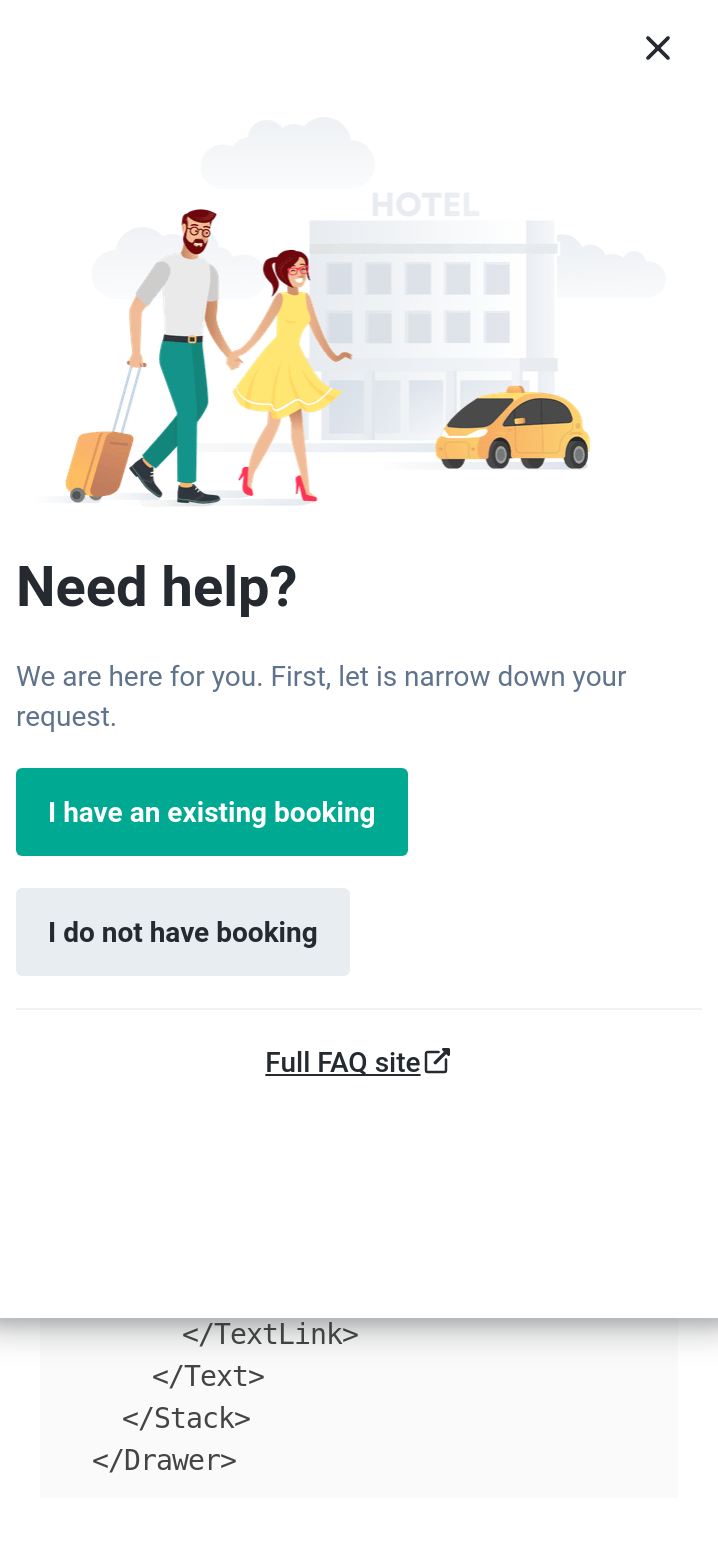 HOTEL
Need help?
We are here for you. First, let is narrow down your
request.
I have an existing booking
I do not have booking
Full FAQ site
</TextLink>
</Text>
</Stack>
</Drawer>